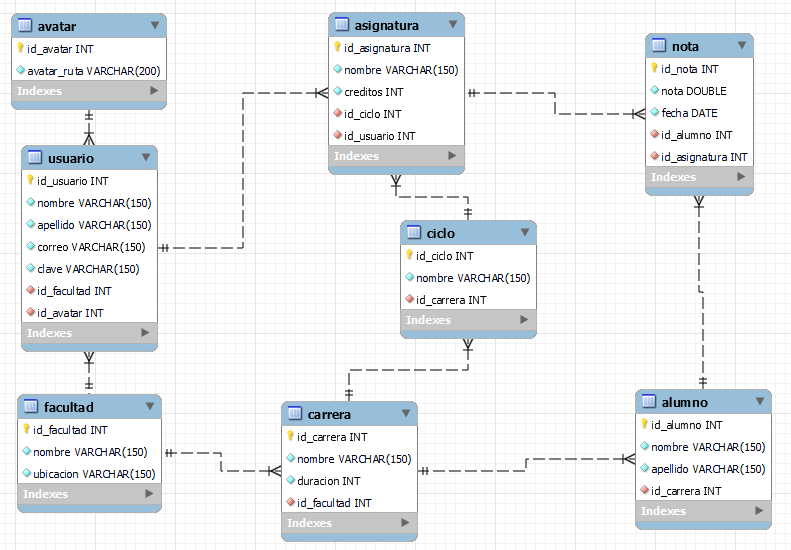 avatar
id_avatar INT
avatar_ruta VARCHAR(200)
Indexes
usuario
id_usuario INT
nombre VARCHAR(150)
apellido VARCHAR(150)
correo VARCHAR(150)
clave VARCHAR(150)
id_facultad INT
id_avatar INT
Indexes
facultad
id_facultad INT
nombre VARCHAR(150)
ubicacion VARCHAR(150)
Indexes
asignatura
id_asignatura INT
nombre VARCHAR(150)
creditos INT
id_ciclo INT
id_usuario INT
Indexes
ciclo
id_ciclo INT
nombre VARCHAR(150)
id_carrera INT
Indexes
carrera
id_carrera INT
nombre VARCHAR(150)
duracion INT
id_facultad INT
Indexes
nota
id_nota INT
nota DOUBLE
fecha DATE
id_alumno INT
id_asignatura INT
Indexes
alumno
id_alumno INT
nombre VARCHAR(150)
apellido VARCHAR(150)
id_carrera INT
Indexes